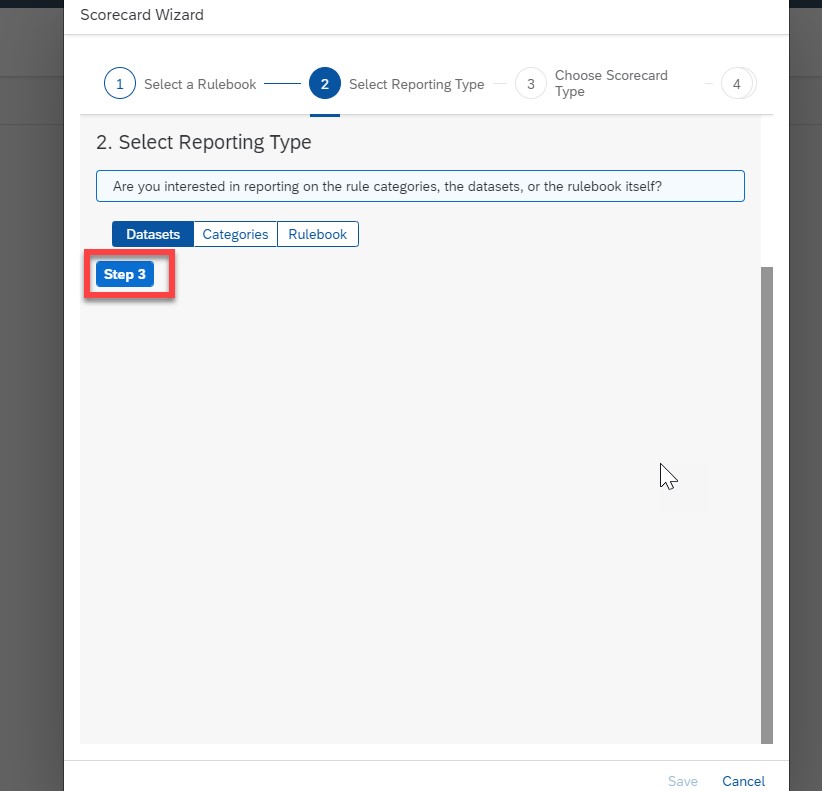 Scorecard Wizard
1 Select a Rulebook 2 Select Reporting Type 3 Choose Scorecard Type 4
2. Select Reporting Type
Are you interested in reporting on the rule categories, the datasets, or the rulebook itself?
Datasets Categories Rulebook
Step 3
Save Cancel